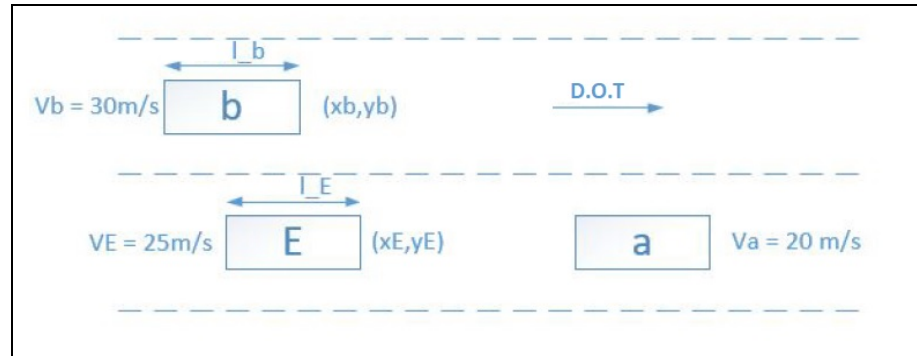 l_b
Vb = 30m/s
b
(xb,yb)
D.O.T
l_E
VE = 25m/s
E
(xE,yE)
a
Va = 20 m/s